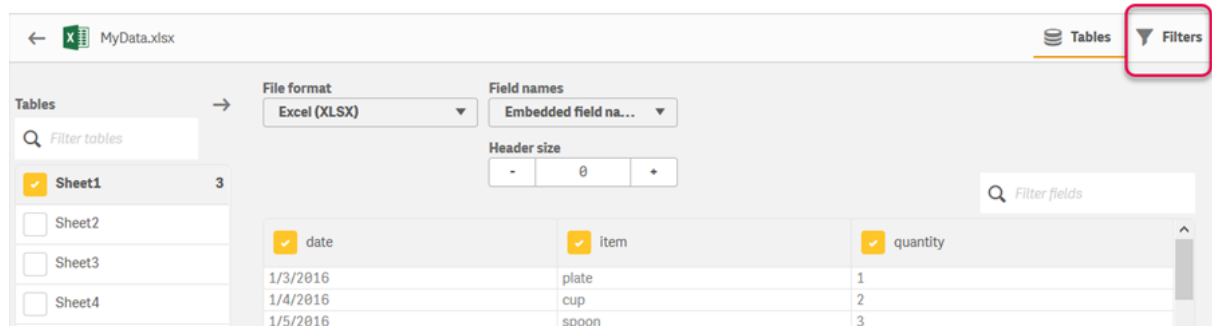 MyData.xlsx
Tables
Filters
Tables
Filter tables
Sheet1 3
Sheet2
Sheet3
Sheet4
File format
Excel (XLSX)
Field names
Embedded field na...
Header size
- 0 +
Filter fields
date item quantity
1/3/2016 plate 1
1/4/2016 cup 2
1/5/2016 spoon 3